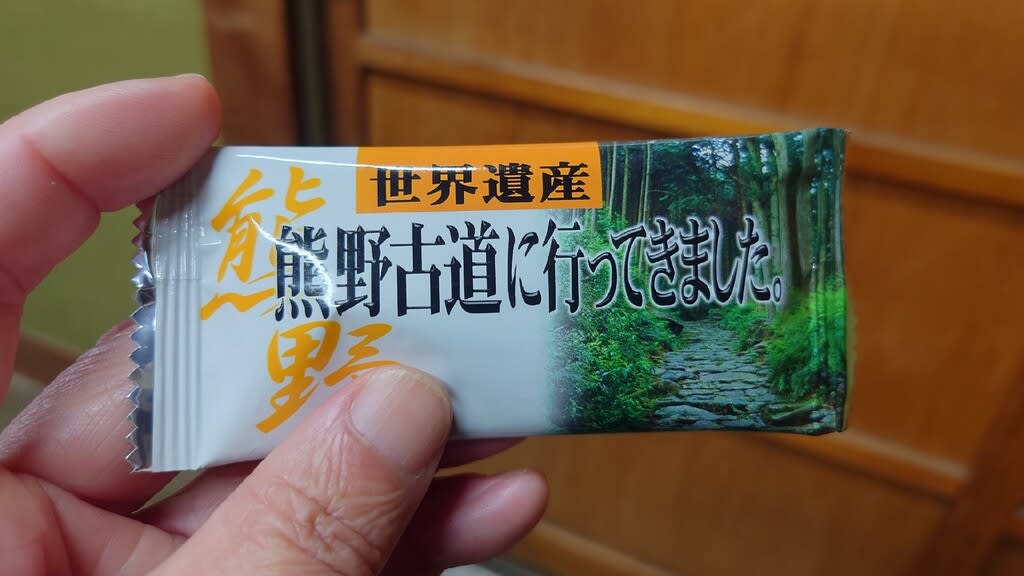 世界遺産
熊野古道に行ってきました。
熊野